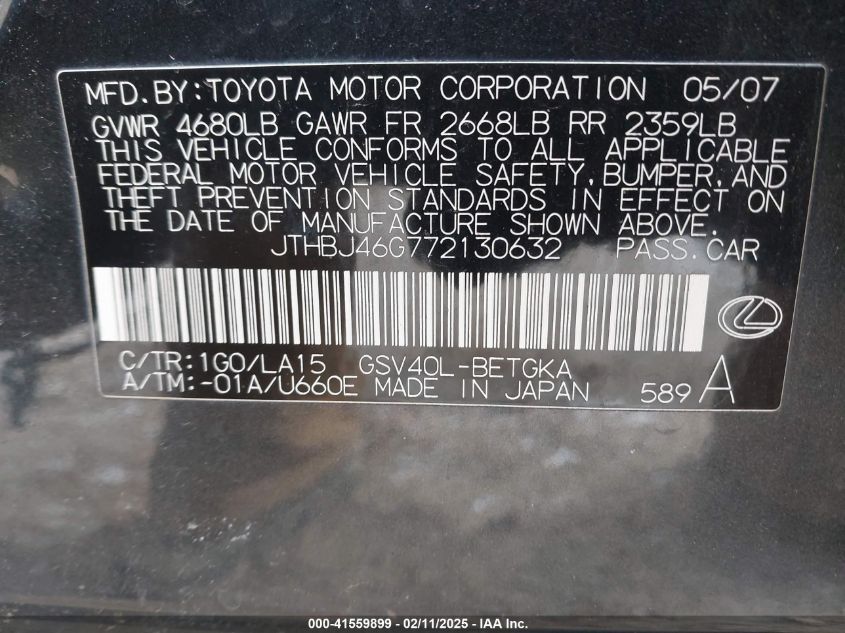 MFD.BY:TOYOTA MOTOR CORPORATION 05/07
GVWR 4680LB GAWR FR 2668LB RR 2359LB
THIS VEHICLE CONFORMS TO ALL APPLICABLE
FEDERAL MOTOR VEHICLE SAFETY,BUMPER,AND
THEFT PREVENTION STANDARDS IN EFFECT ON
THE DATE OF MANUFACTURE SHOWN ABOVE.
JTHBJ46G772130632 PASS.CAR
C/TR:1G0/LA15 GSV40L-BETGKA
A/TM:-01A/U660E MADE IN JAPAN 589 A
000-41559899 - 02/11/2025 - IAA Inc.